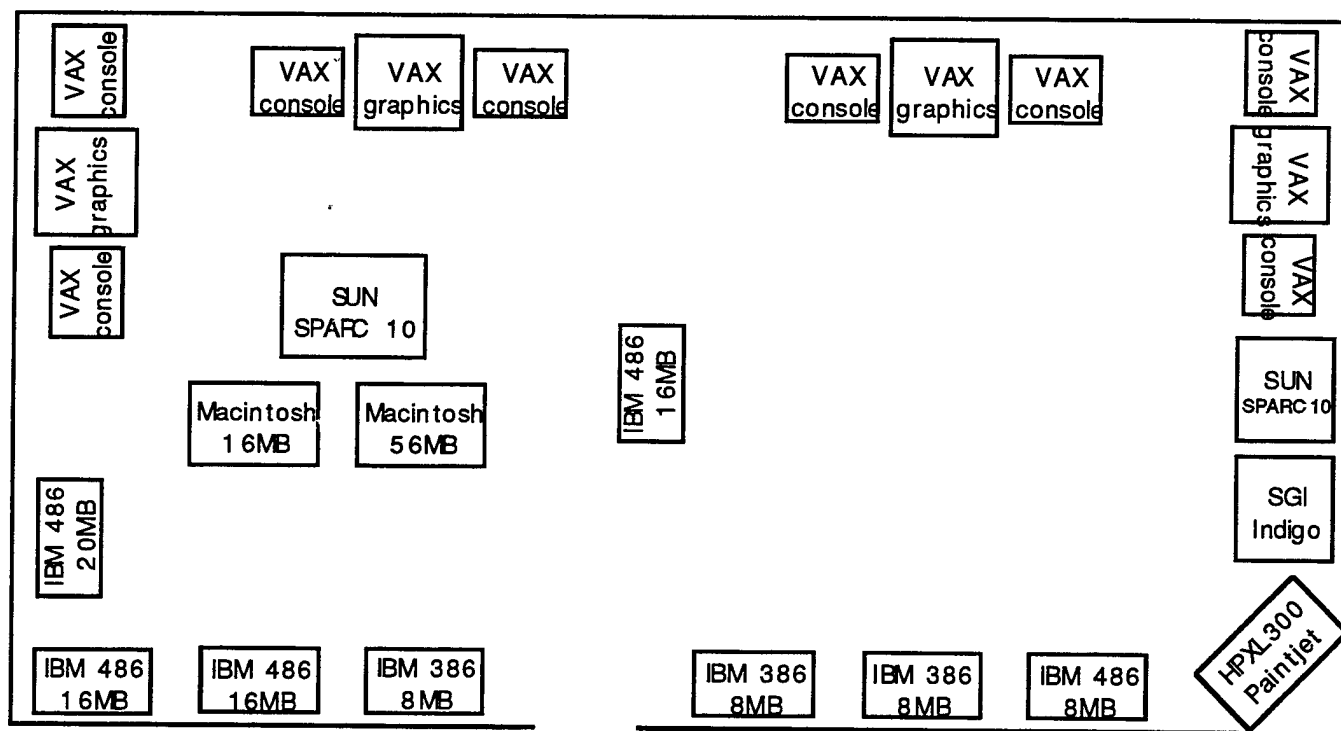 VAX
console
VAX
console
VAX
graphics
VAX
console
VAX
console
VAX
graphics
VAX
console
VAX
console
VAX
graphics
VAX
graphics
VAX
console
VAX
console
SUN
SPARC 10
IBM 486
16MB
SUN
SPARC 10
Macintosh
16MB
Macintosh
56MB
IBM 486
20MB
SGI
Indigo
HPXL300
Paintjet
IBM 486
16MB
IBM 486
16MB
IBM 386
8MB
IBM 386
8MB
IBM 386
8MB
IBM 486
8MB